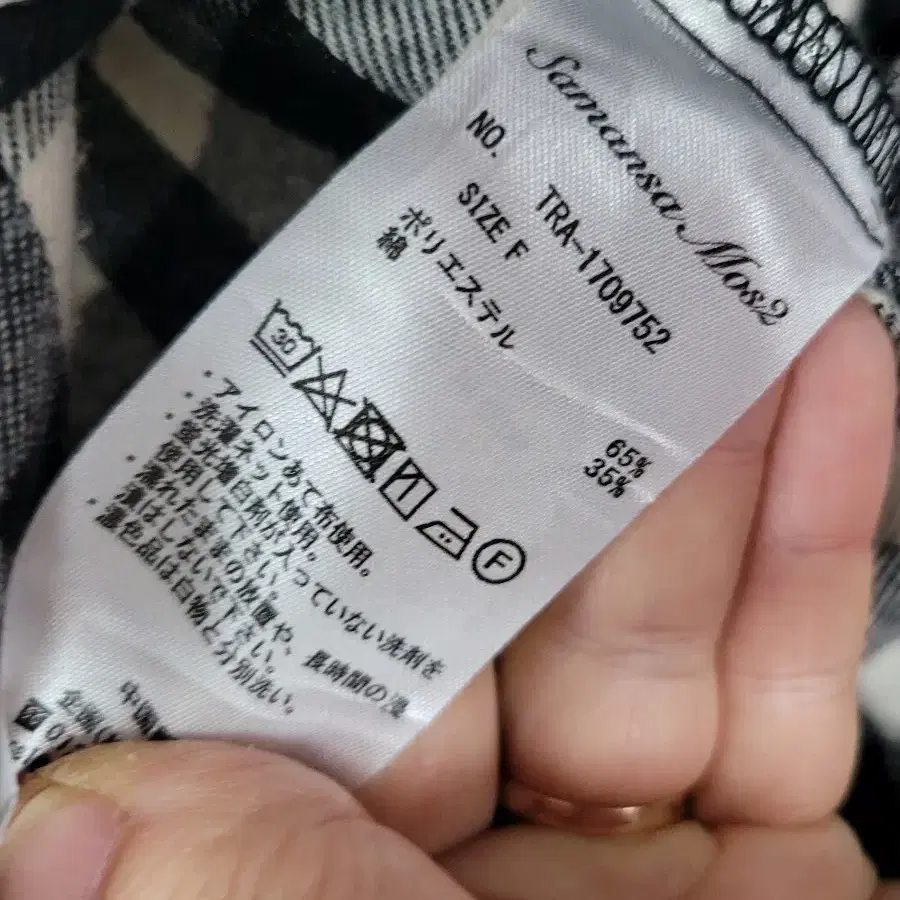 Samansa Mos2
NO. TRA-1709752
SIZE F
ポリエステル 65%
綿 35%
30
F
・アイロンあて布使用。
・洗濯ネット使用。
・蛍光増白剤が入っていない洗剤を
使用して下さい。
・濡れたままの放置や、長時間の浸
漬はしないで下さい。
・濃色品は白物と分別洗い。